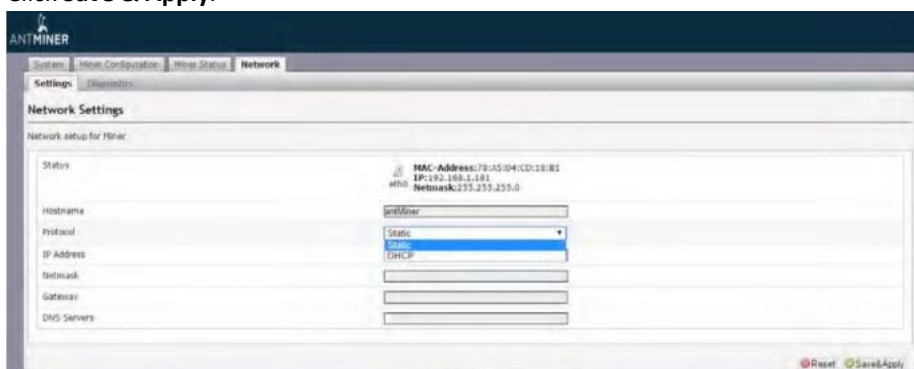 Click Save & Apply.
ANTMINER
System Miner Configuration Miner Status Network
Settings Diagnostics
Network Settings
Network setup for Miner
Status
MAC-Address:78:A5:04:CD:18:B1
eth0 IP:192.168.1.181
Netmask:255.255.255.0
Hostname antMiner
Protocol Static
Static
IP Address DHCP
Netmask
Gateway
DNS Servers
Reset Save&Apply